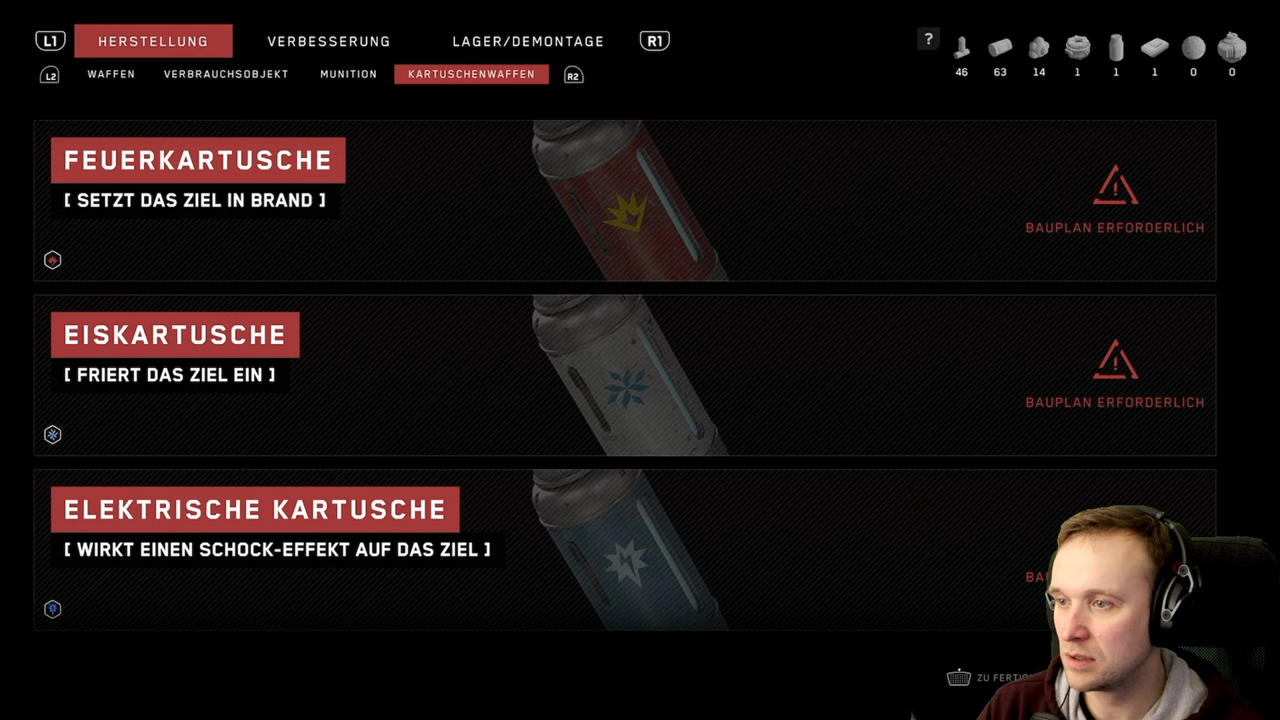 L1 HERSTELLUNG VERBESSERUNG LAGER/DEMONTAGE R1 ?
L2 WAFFEN VERBRAUCHSOBJEKT MUNITION KARTUSCHENWAFFEN R2
46 63 14 1 1 1 0 0
FEUERKARTUSCHE
[ SETZT DAS ZIEL IN BRAND ]
BAUPLAN ERFORDERLICH
EISKARTUSCHE
[ FRIERT DAS ZIEL EIN ]
BAUPLAN ERFORDERLICH
ELEKTRISCHE KARTUSCHE
[ WIRKT EINEN SCHOCK-EFFEKT AUF DAS ZIEL ]
ZU